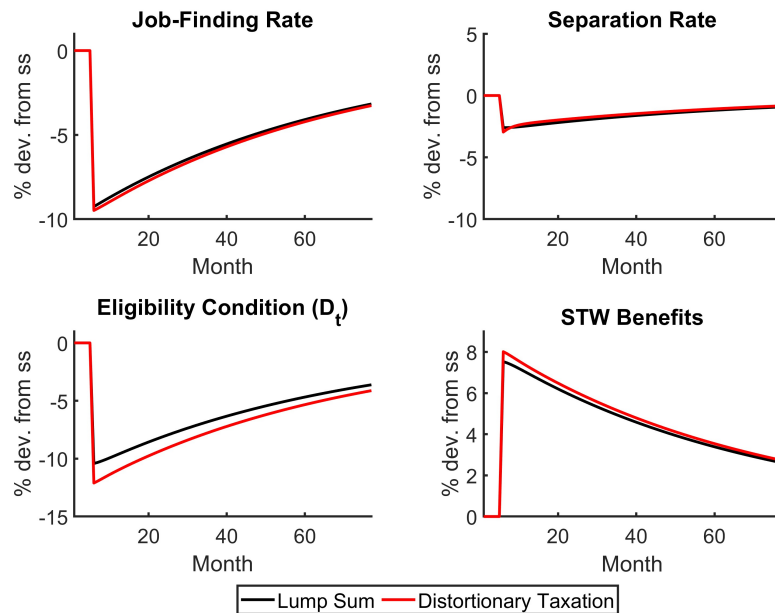 Job-Finding Rate
0
-5
-10
% dev. from ss
20
40
60
Month
Separation Rate
5
0
-5
-10
% dev. from ss
20
40
60
Month
Eligibility Condition (D_t)
0
-5
-10
-15
% dev. from ss
20
40
60
Month
STW Benefits
8
6
4
2
0
% dev. from ss
20
40
60
Month
Lump Sum
Distortionary Taxation